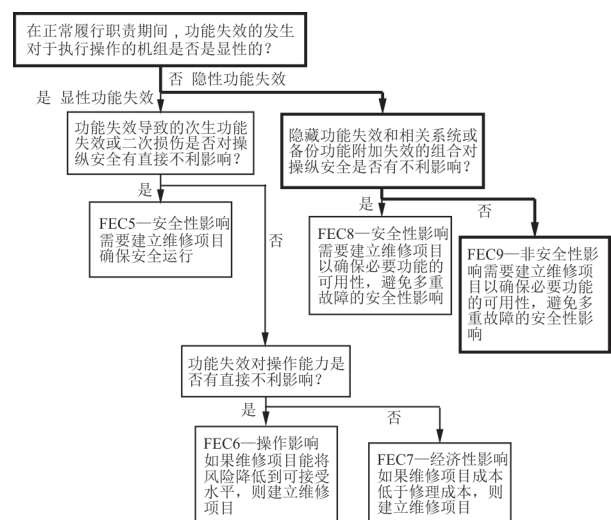 在正常履行职责期间，功能失效的发生
对于执行操作的机组是否是显性的？
否 隐性功能失效
是 显性功能失效
功能失效导致的次生功能
失效或二次损伤是否对操
纵安全有直接不利影响？
隐藏功能失效和相关系统或
备份功能附加失效的组合对
操纵安全是否有不利影响？
是
否
是
否
FEC5—安全性影响
需要建立维修项目
确保安全运行
FEC8—安全性影响
需要建立维修项目
以确保必要功能的
可用性，避免多重
故障的安全性影响
FEC9—非安全性影
响需要建立维修项
目以确保必要功能
的可用性，避免多
重故障的安全性影
响
功能失效对操作能力是
否有直接不利影响？
是
否
FEC6—操作影响
如果维修项目能将
风险降低到可接受
水平，则建立维修
项目
FEC7—经济性影响
如果维修项目成本
低于修理成本，则
建立维修项目